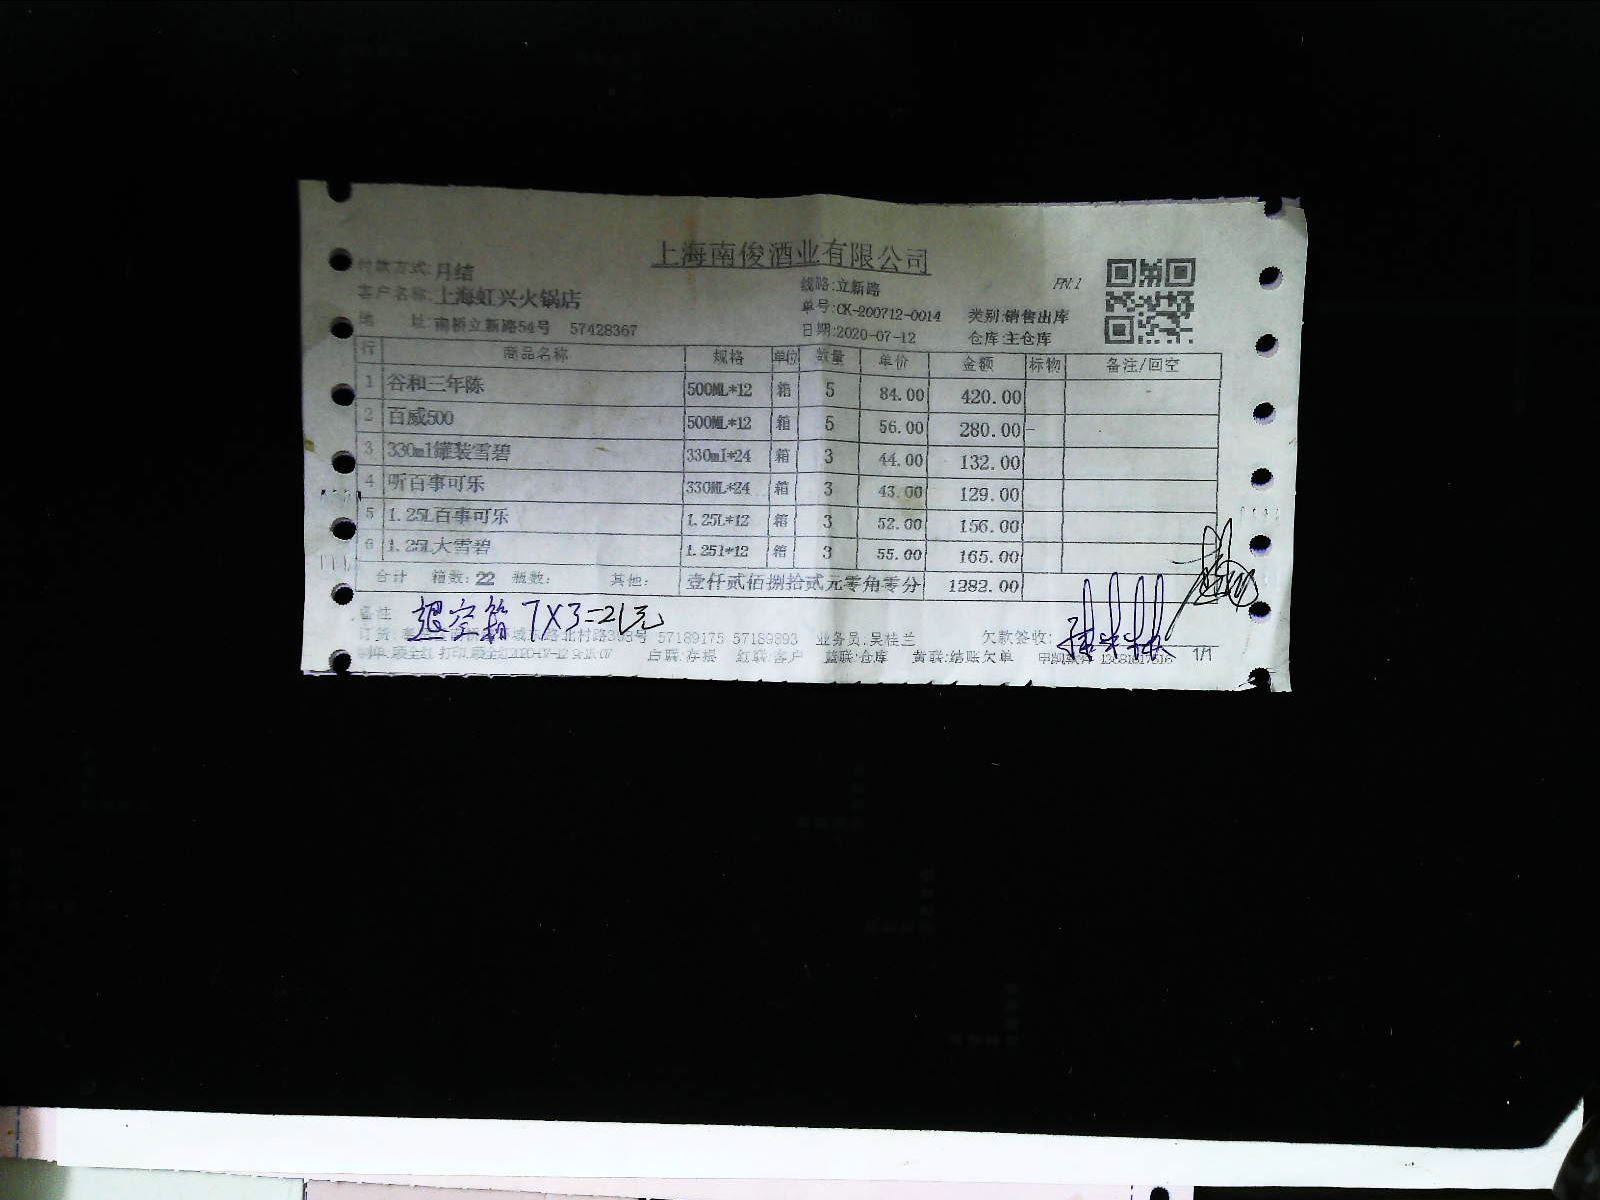 上海南俊酒业有限公司
付款方式:月结
线路:立新路
PN:1
客户名称:上海虹兴火锅店
单号:CK-200712-0014 类别:销售出库
地 址:南桥立新路54号 57428367
日期:2020-07-12 仓库:主仓库
行 商品名称 规格 单位 数量 单价 金额 标物 备注/回空
1 谷和三年陈 500ML*12 箱 5 84.00 420.00
2 百威500 500ML*12 箱 5 56.00 280.00
3 330ml罐装雪碧 330ml*24 箱 3 44.00 132.00
4 听百事可乐 330ML*24 箱 3 43.00 129.00
5 1.25L百事可乐 1.25L*12 箱 3 52.00 156.00
6 1.25L大雪碧 1.25l*12 箱 3 55.00 165.00
合计 箱数:22 瓶数: 其他: 壹仟贰佰捌拾贰元零角零分 1282.00
备注 退空箱 7X3=21元
订货: 57189175 57189893 业务员:吴桂兰 欠款签收:
白联:存根 红联:客户 蓝联:仓库 黄联:结账欠单 1/1